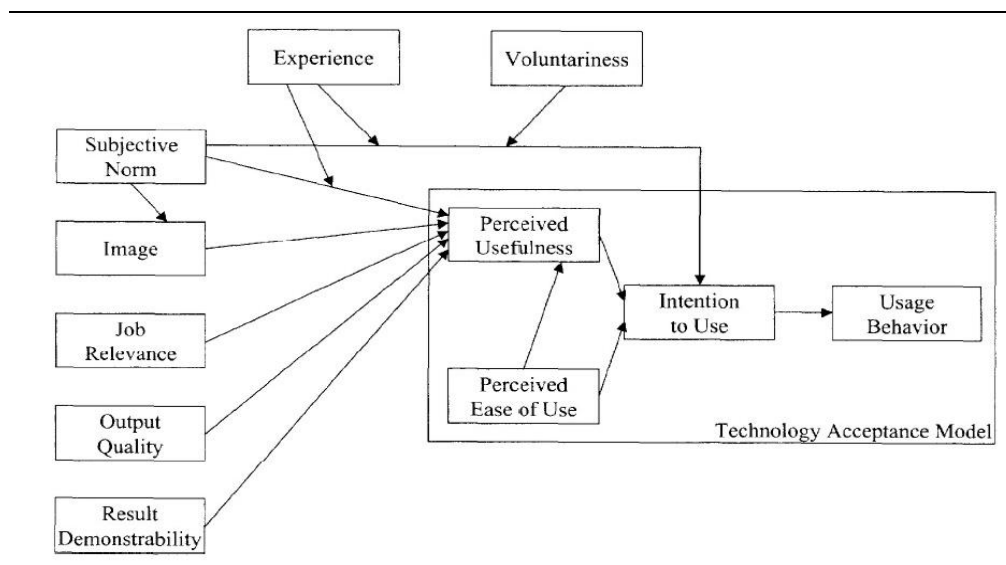 Experience
Voluntariness
Subjective
Norm
Image
Job
Relevance
Output
Quality
Result
Demonstrability
Perceived
Usefulness
Perceived
Ease of Use
Intention
to Use
Usage
Behavior
Technology Acceptance Model